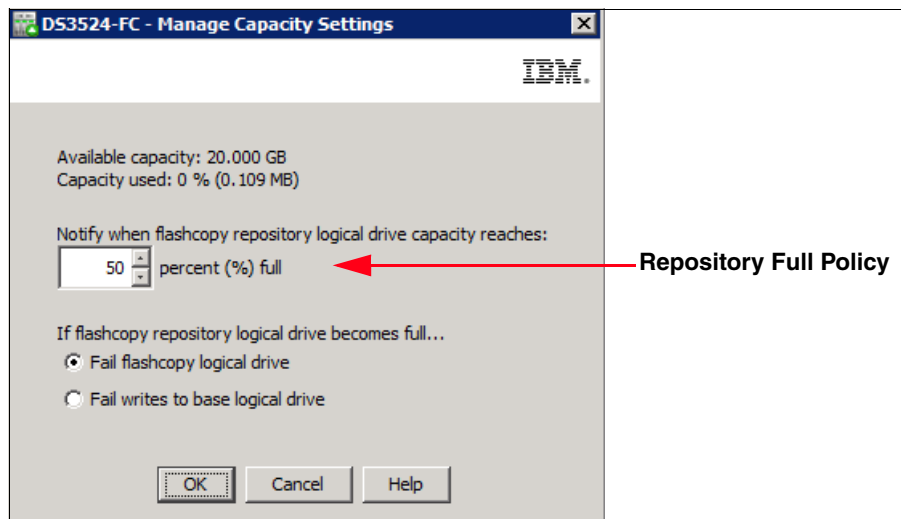 DS3524-FC - Manage Capacity Settings
IBM.
Available capacity: 20.000 GB
Capacity used: 0 % (0.109 MB)
Notify when flashcopy repository logical drive capacity reaches:
50 percent (%) full
Repository Full Policy
If flashcopy repository logical drive becomes full...
Fail flashcopy logical drive
Fail writes to base logical drive
OK Cancel Help